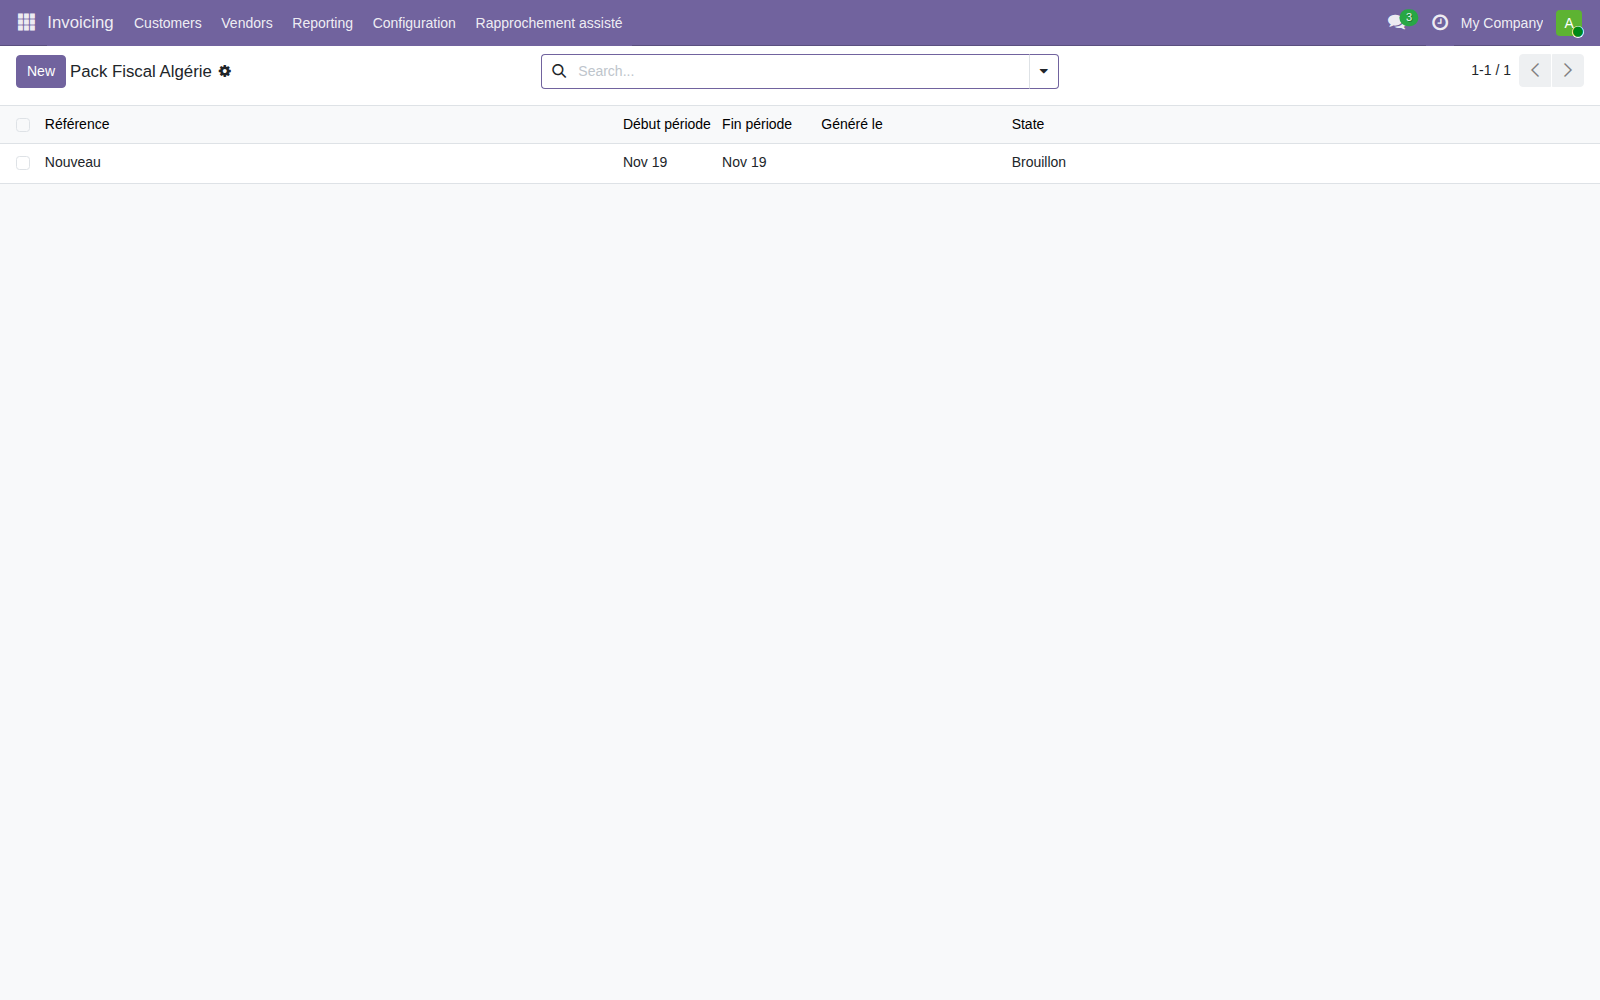 Invoicing Customers Vendors Reporting Configuration Rapprochement assisté 3 My Company A
New Pack Fiscal Algérie Search... 1-1 / 1
Référence Début période Fin période Généré le State
Nouveau Nov 19 Nov 19 Brouillon